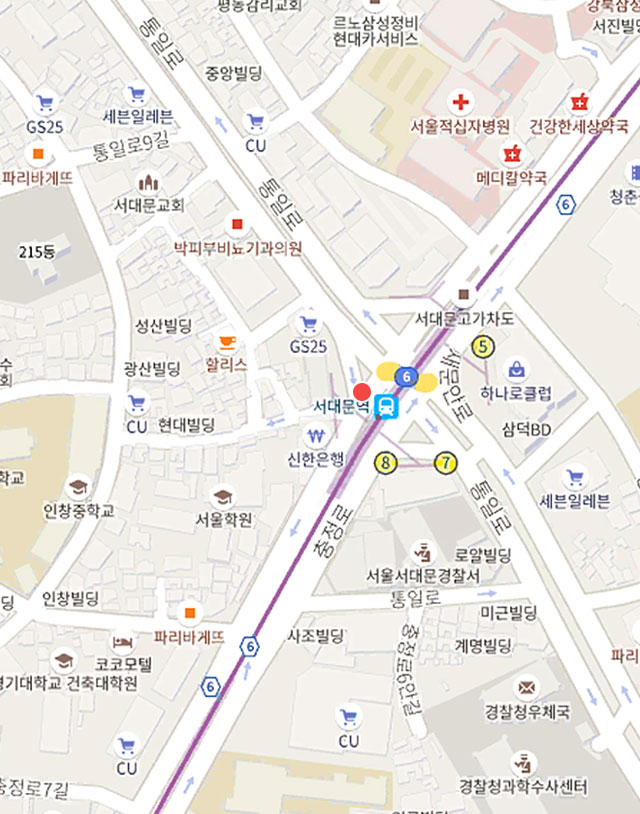 평동감리교회
강북삼성
르노삼성정비
현대카서비스
서진빌딩
통일로
중앙빌딩
GS25
세븐일레븐
CU
서울적십자병원
건강한세상약국
통일로9길
파리바게뜨
메디칼약국
서대문교회
통일로
청춘
6
박피부비뇨기과의원
215동
서대문고가차도
성산빌딩
GS25
5
할리스
광산빌딩
새문안로
6
하나로클럽
수
회
CU
서대문역
현대빌딩
삼덕BD
신한은행
8
7
학교
인창중학교
서울학원
통일로
세븐일레븐
충정로
로얄빌딩
서울서대문경찰서
딩
인창빌딩
통일로
미근빌딩
파리바게뜨
사조빌딩
계명빌딩
6
코코모텔
파리
경기대학교 건축대학원
충정로6안길
6
경찰청우체국
CU
CU
경찰청과학수사센터
충정로7길